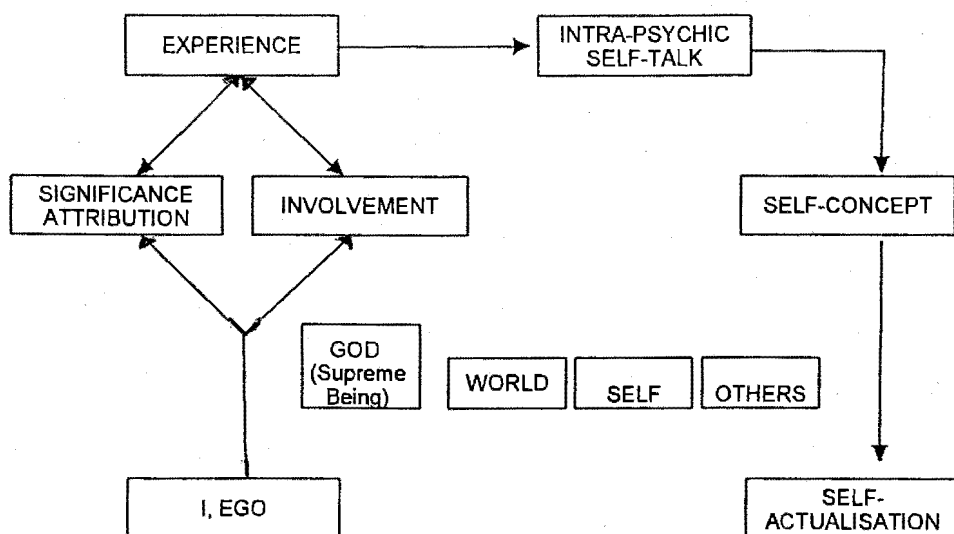 EXPERIENCE
INTRA-PSYCHIC
SELF-TALK
SIGNIFICANCE
ATTRIBUTION
INVOLVEMENT
SELF-CONCEPT
GOD
(Supreme
Being)
WORLD
SELF
OTHERS
I, EGO
SELF-
ACTUALISATION